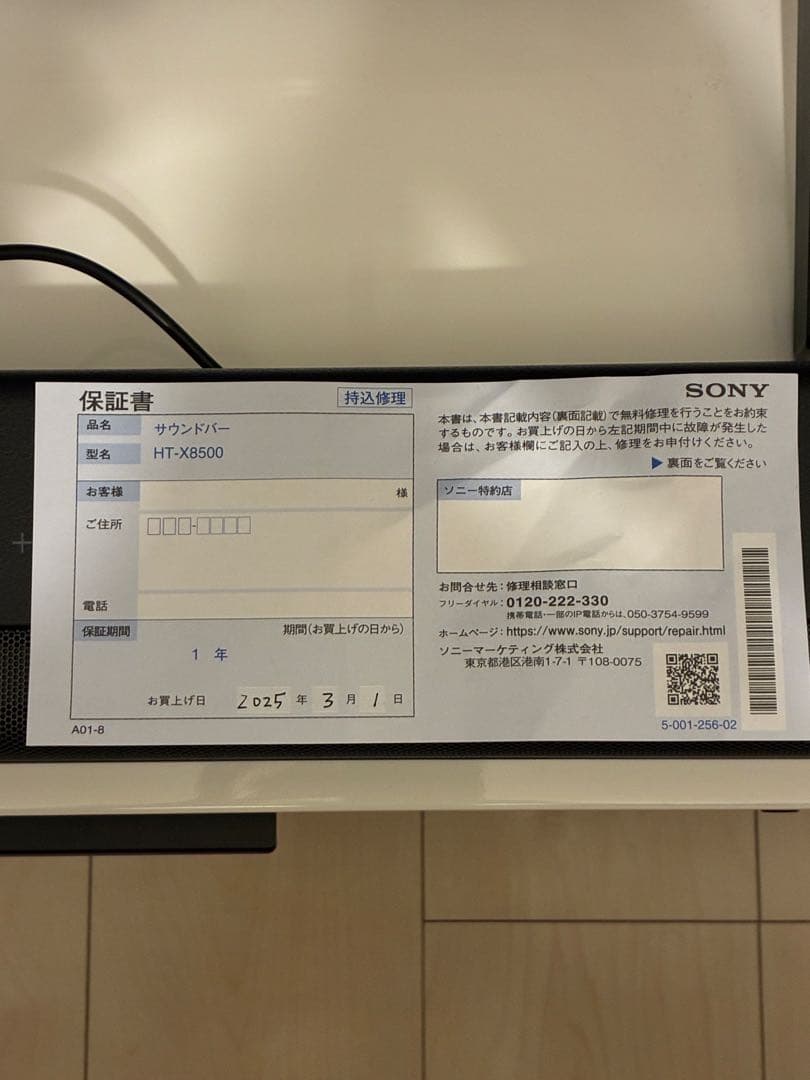 保証書
持込修理
品名 サウンドバー
型名 HT-X8500
お客様 様
ご住所 □□□-□□□□
電話
保証期間 期間(お買上げの日から)
1 年
お買上げ日 2025 年 3 月 1 日
A01-8
SONY
本書は、本書記載内容(裏面記載)で無料修理を行うことをお約束
するものです。お買上げの日から左記期間中に故障が発生した
場合は、お客様欄にご記入の上、修理をお申付けください。
▶ 裏面をご覧ください
ソニー特約店
お問合せ先:修理相談窓口
フリーダイヤル:0120-222-330
携帯電話・一部のIP電話からは、050-3754-9599
ホームページ:https://www.sony.jp/support/repair.html
ソニーマーケティング株式会社
東京都港区港南1-7-1 〒108-0075
5-001-256-02